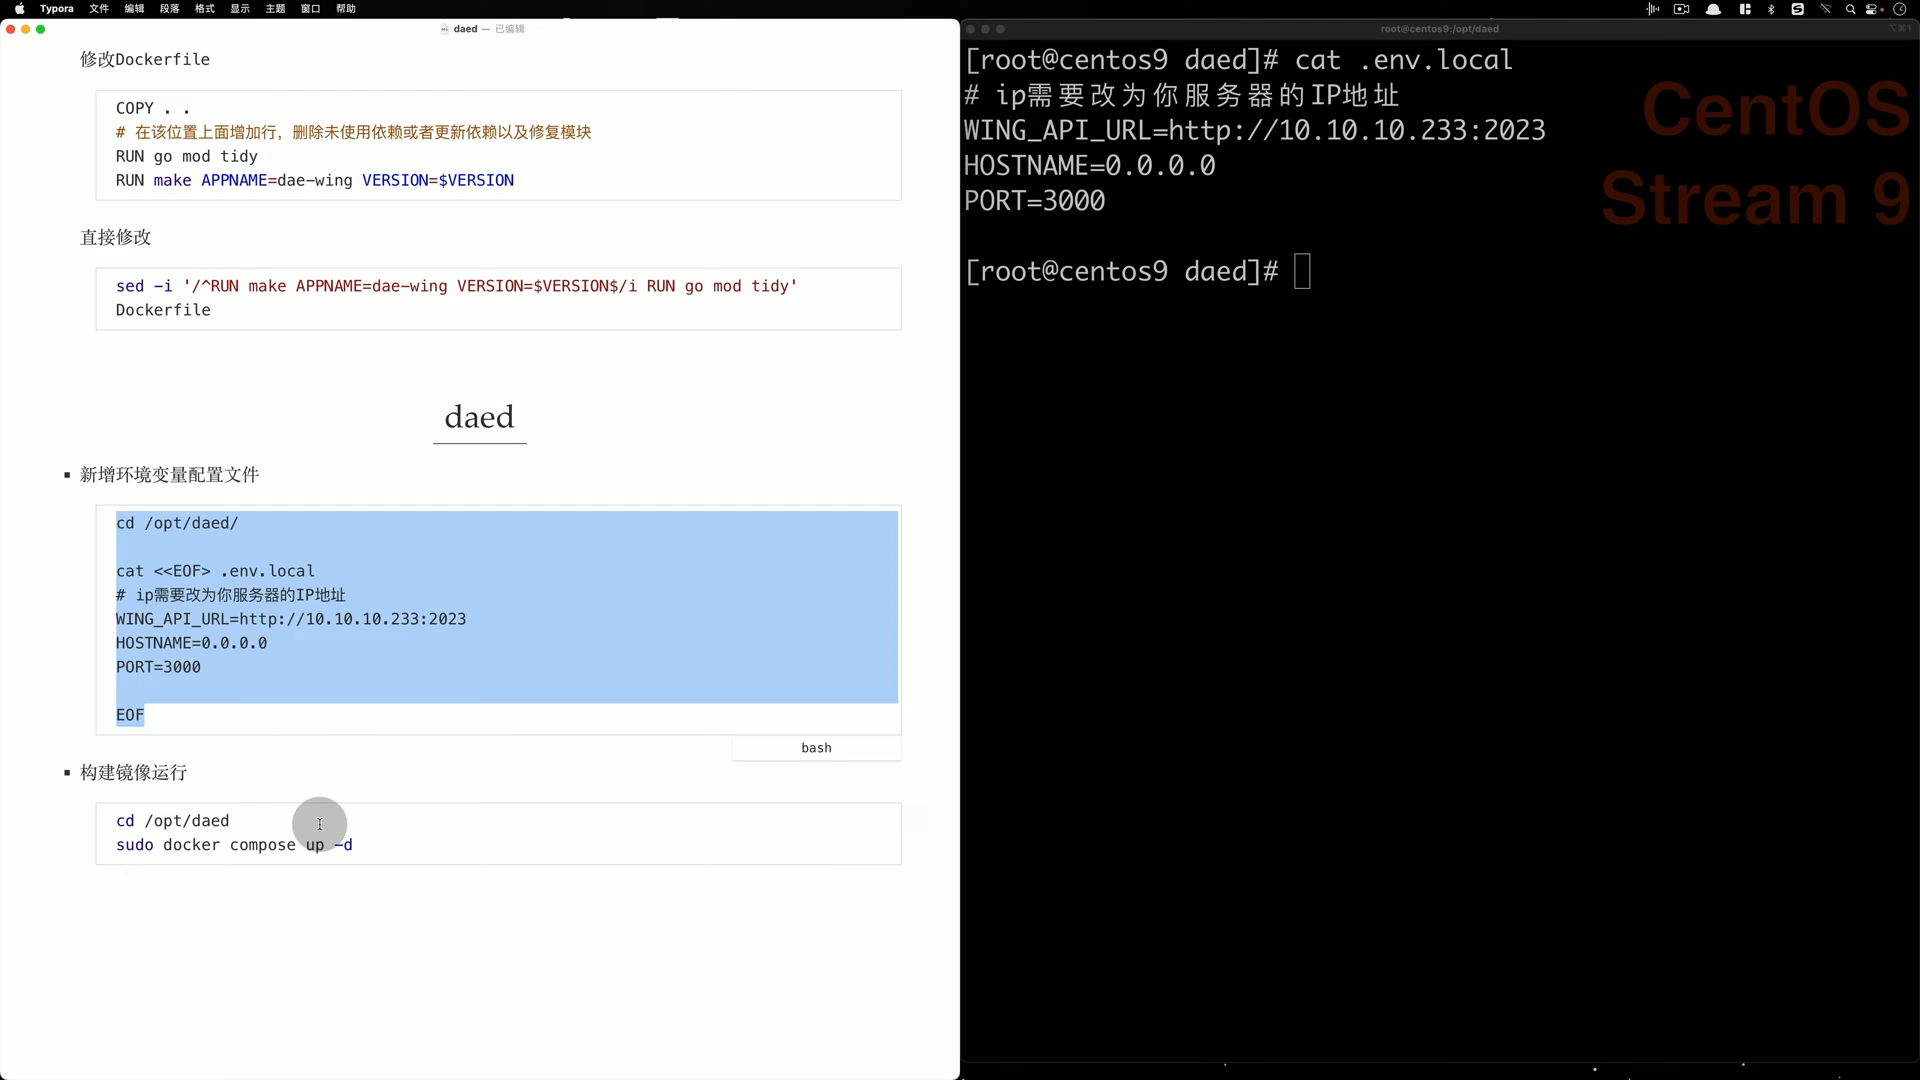 Typora 文件 编辑 段落 格式 显示 主题 窗口 帮助
daed — 已编辑
修改Dockerfile
COPY . .
# 在该位置上面增加行，删除未使用依赖或者更新依赖以及修复模块
RUN go mod tidy
RUN make APPNAME=dae-wing VERSION=$VERSION
直接修改
sed -i '/^RUN make APPNAME=dae-wing VERSION=$VERSION$/i RUN go mod tidy'
Dockerfile
daed
新增环境变量配置文件
cd /opt/daed/
cat <<EOF> .env.local
# ip需要改为你服务器的IP地址
WING_API_URL=http://10.10.10.233:2023
HOSTNAME=0.0.0.0
PORT=3000
EOF
bash
构建镜像运行
cd /opt/daed
sudo docker compose up -d
root@centos9:/opt/daed
⌥⌘1
[root@centos9 daed]# cat .env.local
# ip需要改为你服务器的IP地址
WING_API_URL=http://10.10.10.233:2023
HOSTNAME=0.0.0.0
PORT=3000
[root@centos9 daed]#
CentOS
Stream 9